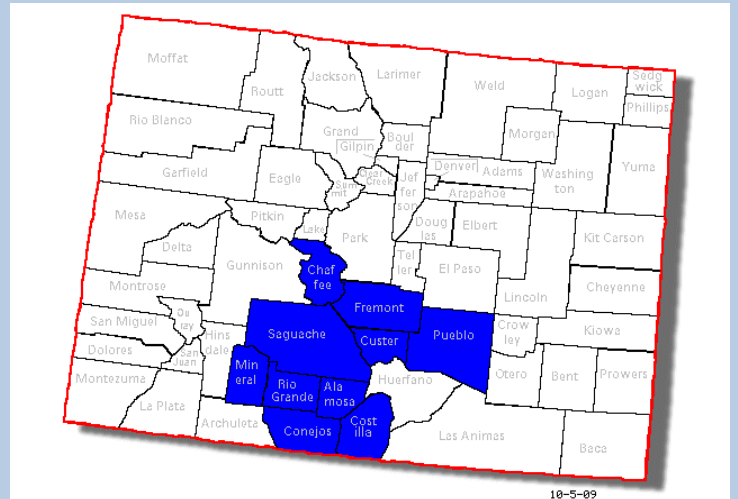 Moffat
Routt
Jackson
Larimer
Weld
Logan
Sedg
wick
Phillips
Rio Blanco
Grand
Gilpin
Boul
der
Morgan
Garfield
Eagle
Sum
mit
Clear
Creek
Jef
fer
son
Denver
Adams
Arapahoe
Washing
ton
Yuma
Mesa
Pitkin
Lake
Park
Doug
las
Elbert
Kit Carson
Delta
Gunnison
Chaf
fee
Tel
ler
El Paso
Lincoln
Cheyenne
Montrose
Ou
ray
Fremont
San Miguel
Hins
dale
Saguache
Custer
Pueblo
Crow
ley
Kiowa
Dolores
San
Juan
Min
eral
Rio
Grande
Ala
mosa
Huerfano
Otero
Bent
Prowers
Montezuma
La Plata
Archuleta
Conejos
Cost
illa
Las Animas
Baca
10-5-09